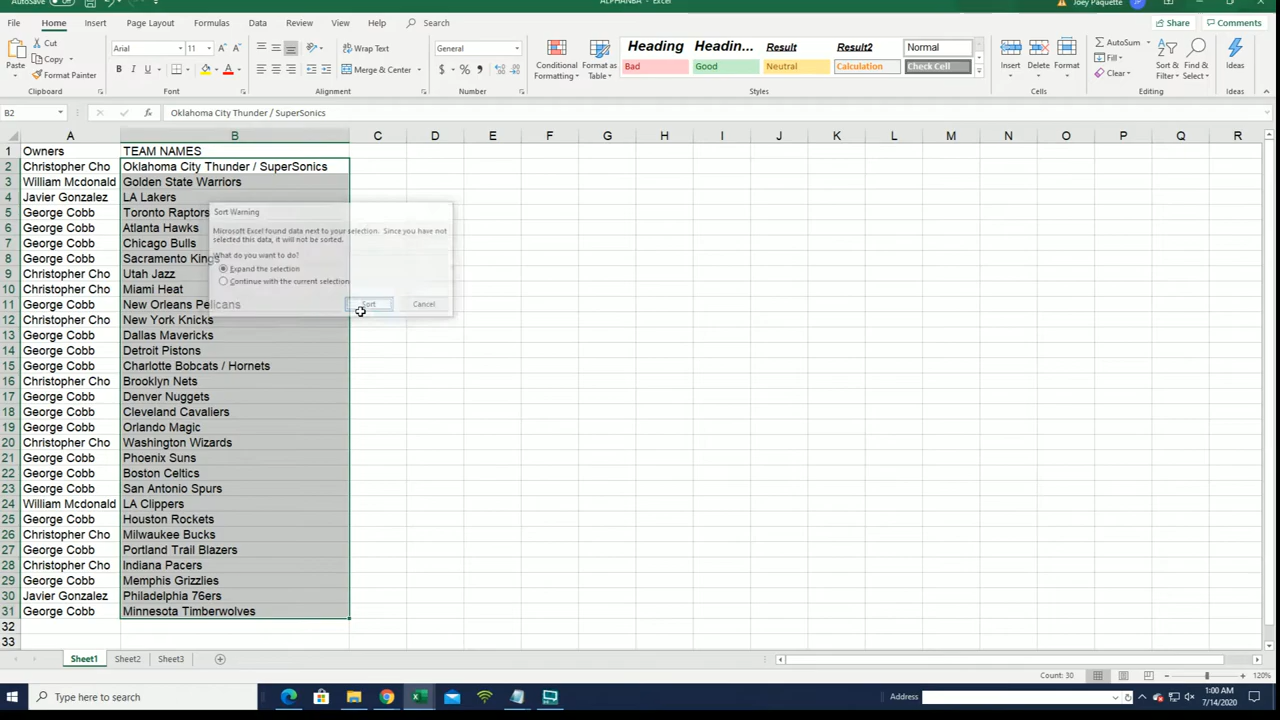 AutoSave
ALPHANBA - Excel
Joey Paquette
File Home Insert Page Layout Formulas Data Review View Help Search Share Comments
Paste Cut Copy Format Painter Clipboard
Arial 11 A A B I U A Font
Wrap Text Merge & Center Alignment
General $ % Number
Conditional Formatting Format as Table
Heading Headin... Result Result2 Normal
Bad Good Neutral Calculation Check Cell
Styles
Insert Delete Format Cells
AutoSum Fill Clear Sort & Filter Find & Select Editing
Ideas Ideas
B2 fx Oklahoma City Thunder / SuperSonics
A B C D E F G H I J K L M N O P Q R
1 Owners TEAM NAMES
2 Christopher Cho Oklahoma City Thunder / SuperSonics
3 William Mcdonald Golden State Warriors
4 Javier Gonzalez LA Lakers
5 George Cobb Toronto Raptors
6 George Cobb Atlanta Hawks
7 George Cobb Chicago Bulls
8 George Cobb Sacramento Kings
9 Christopher Cho Utah Jazz
10 Christopher Cho Miami Heat
11 George Cobb New Orleans Pelicans
12 Christopher Cho New York Knicks
13 George Cobb Dallas Mavericks
14 George Cobb Detroit Pistons
15 George Cobb Charlotte Bobcats / Hornets
16 Christopher Cho Brooklyn Nets
17 George Cobb Denver Nuggets
18 George Cobb Cleveland Cavaliers
19 George Cobb Orlando Magic
20 Christopher Cho Washington Wizards
21 George Cobb Phoenix Suns
22 George Cobb Boston Celtics
23 George Cobb San Antonio Spurs
24 William Mcdonald LA Clippers
25 George Cobb Houston Rockets
26 Christopher Cho Milwaukee Bucks
27 George Cobb Portland Trail Blazers
28 Christopher Cho Indiana Pacers
29 George Cobb Memphis Grizzlies
30 Javier Gonzalez Philadelphia 76ers
31 George Cobb Minnesota Timberwolves
32
33
Sort Warning
Microsoft Excel found data next to your selection. Since you have not
selected this data, it will not be sorted.
What do you want to do?
Expand the selection
Continue with the current selection
Sort Cancel
Sheet1 Sheet2 Sheet3
Count: 30 120%
Type here to search Address 1:00 AM
7/14/2020